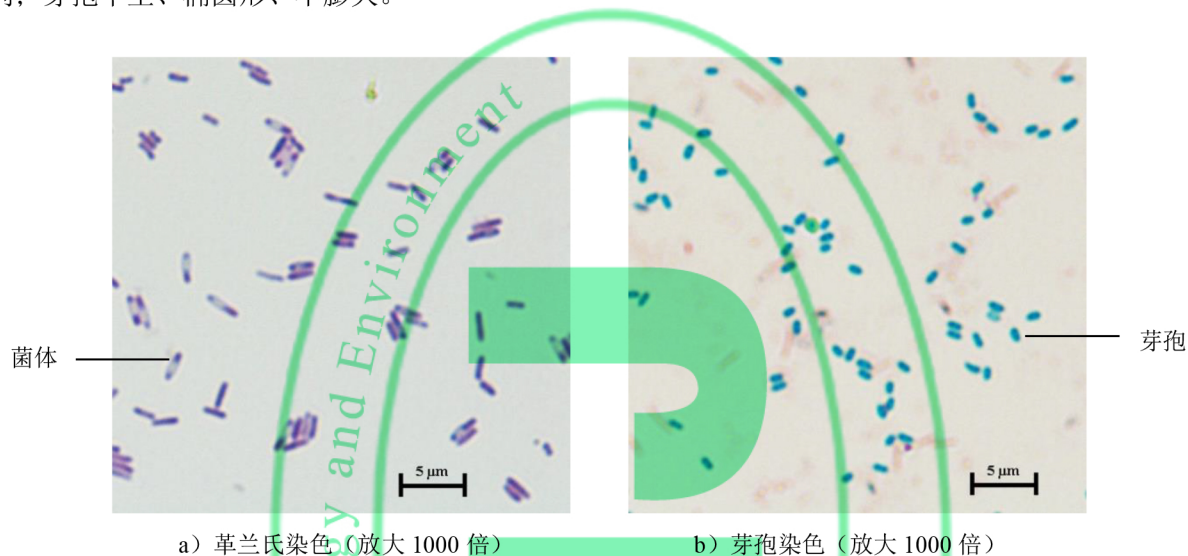 芽孢中生、椭圆形、不膨大。
gy and Environment
菌体
芽孢
5 μm
5 μm
a）革兰氏染色（放大 1000 倍）
b）芽孢染色（放大 1000 倍）